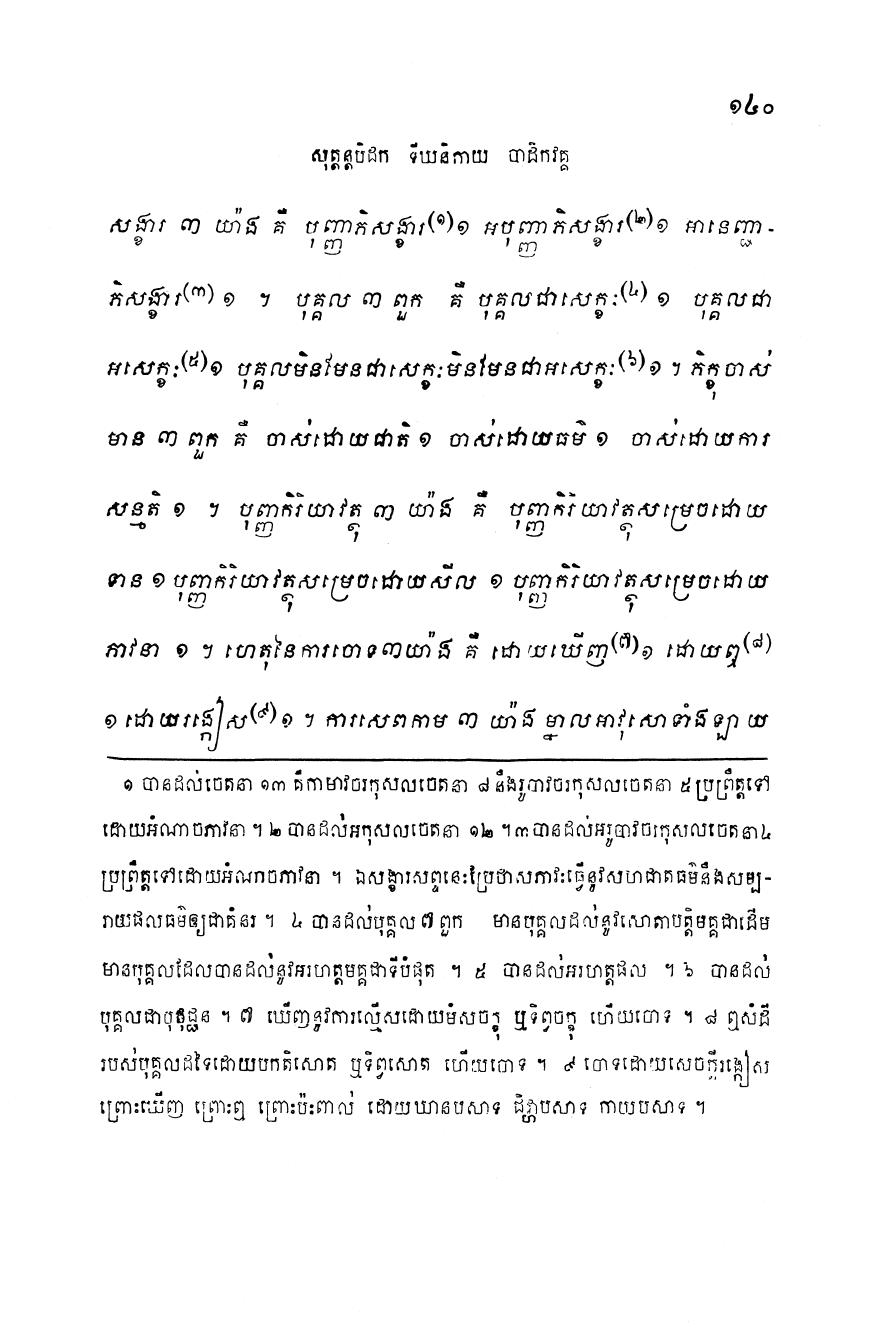 ១៤០
សុត្តន្តបិដក ទីឃនិកាយ បាដិកវគ្គ
សង្ខារ ៣ យ៉ាង គឺ បុញ្ញាភិសង្ខារ(១)១ អបុញ្ញាភិសង្ខារ(២)១ អានេញ្ជា-
ភិសង្ខារ(៣) ១ ។ បុគ្គល ៣ ពួក គឺ បុគ្គលជាសេក្ខៈ(៤) ១ បុគ្គលជា
អសេក្ខៈ(៥)១ បុគ្គលមិនមែនជាសេក្ខៈមិនមែនជាអសេក្ខៈ(៦)១ ។ ភិក្ខុចាស់
មាន ៣ ពួក គឺ ចាស់ដោយជាតិ ១ ចាស់ដោយធម៌ ១ ចាស់ដោយការ
សន្មតិ ១ ។ បុញ្ញកិរិយាវត្ថុ ៣ យ៉ាង គឺ បុញ្ញកិរិយាវត្ថុសម្រេចដោយ
ទាន ១ បុញ្ញកិរិយាវត្ថុសម្រេចដោយសីល ១ បុញ្ញកិរិយាវត្ថុសម្រេចដោយ
ភាវនា ១ ។ ហេតុនៃការចោទ៣យ៉ាង គឺ ដោយឃើញ(៧)១ ដោយឮ(៨)
១ ដោយរង្កៀស(៩)១ ។ ការសេពកាម ៣ យ៉ាង ម្នាលអាវុសោទាំងឡាយ
១ បានដល់ចេតនា ១៣ គឺកាមាវចរកុសលចេតនា ៨ នឹងរូបាវចរកុសលចេតនា ៥ ប្រព្រឹត្តទៅ
ដោយអំណាចភាវនា ។ ២ បានដល់អកុសលចេតនា ១២ ។ ៣ បានដល់អរូបាវចរកុសលចេតនា ៤
ប្រព្រឹត្តទៅដោយអំណាចភាវនា ។ ឯសង្ខារសព្ទនេះប្រែថាសភាវៈធ្វើនូវសហជាតធម៌នឹងសម្ប-
រាយផលធម៌ឲ្យជាគំនរ ។ ៤ បានដល់បុគ្គល ៧ ពួក មានបុគ្គលដល់នូវសោតាបត្តិមគ្គជាដើម
មានបុគ្គលដែលបានដល់នូវអរហត្តមគ្គជាទីបំផុត ។ ៥ បានដល់អរហត្តផល ។ ៦ បានដល់
បុគ្គលជាបុថុជ្ជន ។ ៧ ឃើញនូវការល្មើសដោយមំសចក្ខុ ឬទិព្វចក្ខុ ហើយចោទ ។ ៨ ឮសំដី
របស់បុគ្គលដទៃដោយបកតិសោត ឬទិព្វសោត ហើយចោទ ។ ៩ ចោទដោយសេចក្តីរង្កៀស
ព្រោះឃើញ ព្រោះឮ ព្រោះប៉ះពាល់ ដោយឃានបសាទ ជិវ្ហាបសាទ កាយបសាទ ។